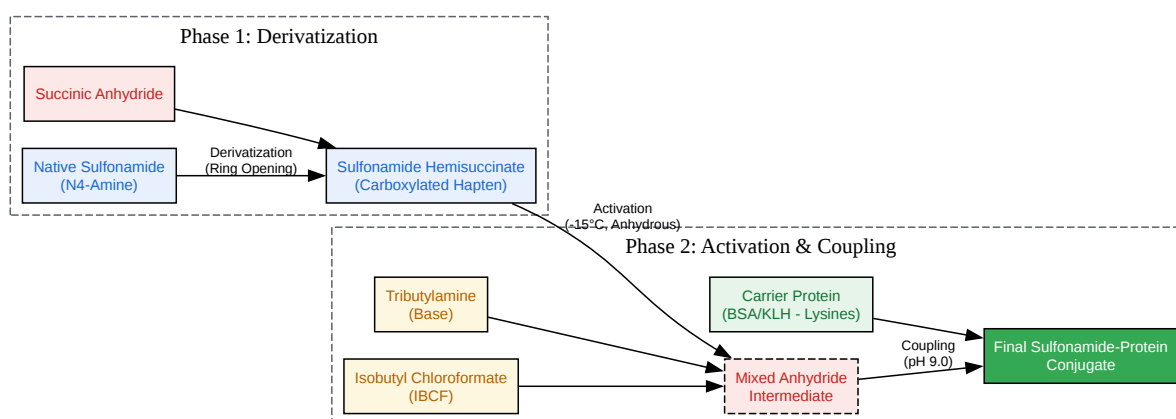 Phase 1: Derivatization
Succinic Anhydride
Native Sulfonamide
(N4-Amine)
Derivatization
(Ring Opening)
Sulfonamide Hemisuccinate
(Carboxylated Hapten)
Activation
(-15°C, Anhydrous)
Phase 2: Activation & Coupling
Tributylamine
(Base)
Carrier Protein
(BSA/KLH - Lysines)
Isobutyl Chloroformate
(IBCF)
Mixed Anhydride
Intermediate
Coupling
(pH 9.0)
Final Sulfonamide-Protein
Conjugate